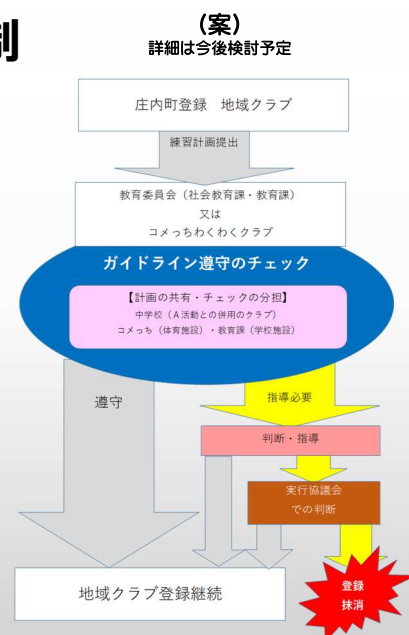 制
（案）
詳細は今後検討予定
庄内町登録　地域クラブ
練習計画提出
教育委員会（社会教育課・教育課）
又は
コメっちわくわくクラブ
ガイドライン遵守のチェック
【計画の共有・チェックの分担】
中学校（A活動との併用のクラブ）
コメっち（体育施設）・教育課（学校施設）
遵守
指導必要
判断・指導
実行協議会
での判断
地域クラブ登録継続
登録
抹消